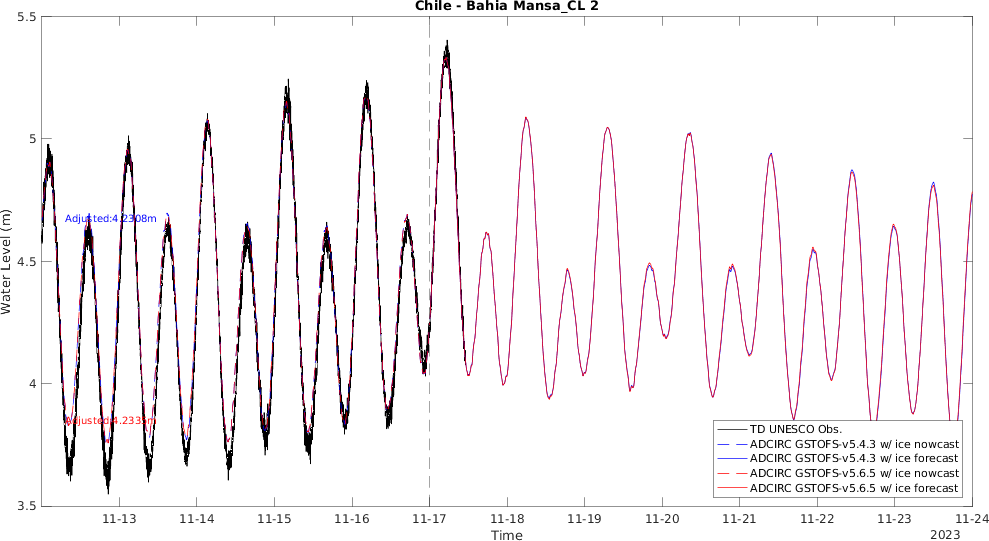 Chile - Bahia Mansa_CL 2
5.5
5
4.5
4
3.5
Water Level (m)
Adjusted:4.2308m
Adjusted:4.2335m
TD UNESCO Obs.
ADCIRC GSTOFS-v5.4.3 w/ ice nowcast
ADCIRC GSTOFS-v5.4.3 w/ ice forecast
ADCIRC GSTOFS-v5.6.5 w/ ice nowcast
ADCIRC GSTOFS-v5.6.5 w/ ice forecast
11-13 11-14 11-15 11-16 11-17 11-18 11-19 11-20 11-21 11-22 11-23 11-24
Time
2023